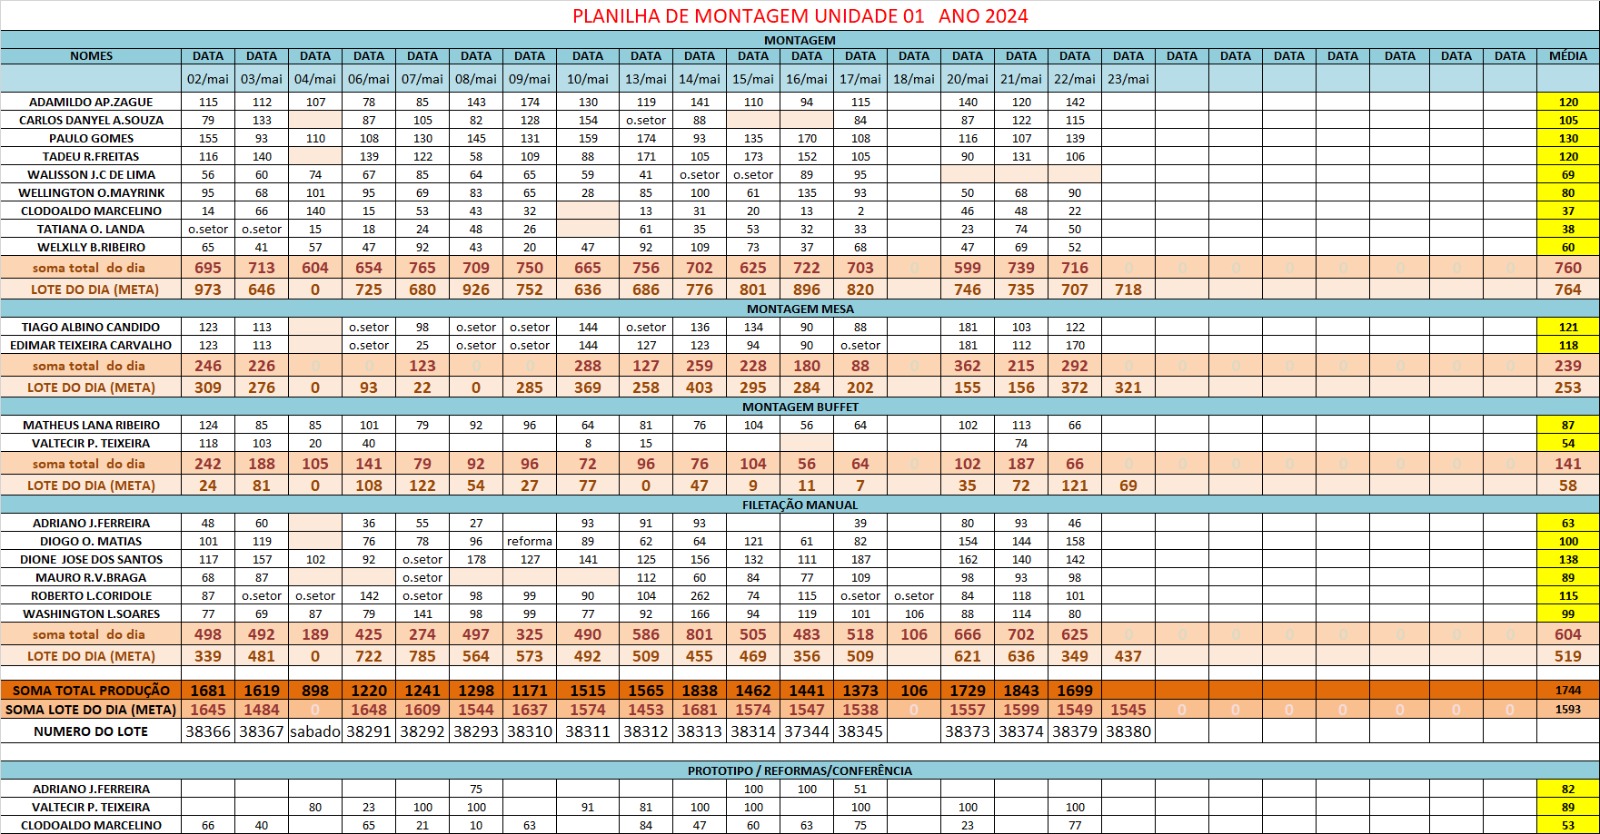 PLANILHA DE MONTAGEM UNIDADE 01 ANO 2024
MONTAGEM
NOMES DATA DATA DATA DATA DATA DATA DATA DATA DATA DATA DATA DATA DATA DATA DATA DATA DATA DATA DATA DATA DATA DATA DATA DATA DATA MÉDIA
02/mai 03/mai 04/mai 06/mai 07/mai 08/mai 09/mai 10/mai 13/mai 14/mai 15/mai 16/mai 17/mai 18/mai 20/mai 21/mai 22/mai 23/mai
ADAMILDO AP.ZAGUE 115 112 107 78 85 143 174 130 119 141 110 94 115 140 120 142 120
CARLOS DANYEL A.SOUZA 79 133 87 105 82 128 154 o.setor 88 84 87 122 115 105
PAULO GOMES 155 93 110 108 130 145 131 159 174 93 135 170 108 116 107 139 130
TADEU R.FREITAS 116 140 139 122 58 109 88 171 105 173 152 105 90 131 106 120
WALISSON J.C DE LIMA 56 60 74 67 85 64 65 59 41 o.setor o.setor 89 95 69
WELLINGTON O.MAYRINK 95 68 101 95 69 83 65 28 85 100 61 135 93 50 68 90 80
CLODOALDO MARCELINO 14 66 140 15 53 43 32 13 31 20 13 2 46 48 22 37
TATIANA O. LANDA o.setor o.setor 15 18 24 48 26 61 35 53 32 33 23 74 50 38
WELXLLY B.RIBEIRO 65 41 57 47 92 43 20 47 92 109 73 37 68 47 69 52 60
soma total do dia 695 713 604 654 765 709 750 665 756 702 625 722 703 0 599 739 716 0 0 0 0 0 0 0 0 760
LOTE DO DIA (META) 973 646 0 725 680 926 752 636 686 776 801 896 820 746 735 707 718 764
MONTAGEM MESA
TIAGO ALBINO CANDIDO 123 113 o.setor 98 o.setor o.setor 144 o.setor 136 134 90 88 181 103 122 121
EDIMAR TEIXEIRA CARVALHO 123 113 o.setor 25 o.setor o.setor 144 127 123 94 90 o.setor 181 112 170 118
soma total do dia 246 226 0 0 123 0 0 288 127 259 228 180 88 0 362 215 292 0 0 0 0 0 0 0 0 239
LOTE DO DIA (META) 309 276 0 93 22 0 285 369 258 403 295 284 202 155 156 372 321 253
MONTAGEM BUFFET
MATHEUS LANA RIBEIRO 124 85 85 101 79 92 96 64 81 76 104 56 64 102 113 66 87
VALTECIR P. TEIXEIRA 118 103 20 40 8 15 74 54
soma total do dia 242 188 105 141 79 92 96 72 96 76 104 56 64 0 102 187 66 0 0 0 0 0 0 0 0 141
LOTE DO DIA (META) 24 81 0 108 122 54 27 77 0 47 9 11 7 35 72 121 69 58
FILETAÇÃO MANUAL
ADRIANO J.FERREIRA 48 60 36 55 27 93 91 93 39 80 93 46 63
DIOGO O. MATIAS 101 119 76 78 96 reforma 89 62 64 121 61 82 154 144 158 100
DIONE JOSE DOS SANTOS 117 157 102 92 o.setor 178 127 141 125 156 132 111 187 162 140 142 138
MAURO R.V.BRAGA 68 87 o.setor 112 60 84 77 109 98 93 98 89
ROBERTO L.CORIDOLE 87 o.setor o.setor 142 o.setor 98 99 90 104 262 74 115 o.setor o.setor 84 118 101 115
WASHINGTON L.SOARES 77 69 87 79 141 98 99 77 92 166 94 119 101 106 88 114 80 99
soma total do dia 498 492 189 425 274 497 325 490 586 801 505 483 518 106 666 702 625 0 0 0 0 0 0 0 0 604
LOTE DO DIA (META) 339 481 0 722 785 564 573 492 509 455 469 356 509 621 636 349 437 519
SOMA TOTAL PRODUÇÃO 1681 1619 898 1220 1241 1298 1171 1515 1565 1838 1462 1441 1373 106 1729 1843 1699 1744
SOMA LOTE DO DIA (META) 1645 1484 0 1648 1609 1544 1637 1574 1453 1681 1574 1547 1538 0 1557 1599 1549 1545 0 0 0 0 0 0 0 1593
NUMERO DO LOTE 38366 38367 sabado 38291 38292 38293 38310 38311 38312 38313 38314 37344 38345 38373 38374 38379 38380
PROTOTIPO / REFORMAS/CONFERÊNCIA
ADRIANO J.FERREIRA 75 100 100 51 82
VALTECIR P. TEIXEIRA 80 23 100 100 91 81 100 100 100 100 100 89
CLODOALDO MARCELINO 66 40 65 21 10 63 84 47 60 63 75 23 77 53